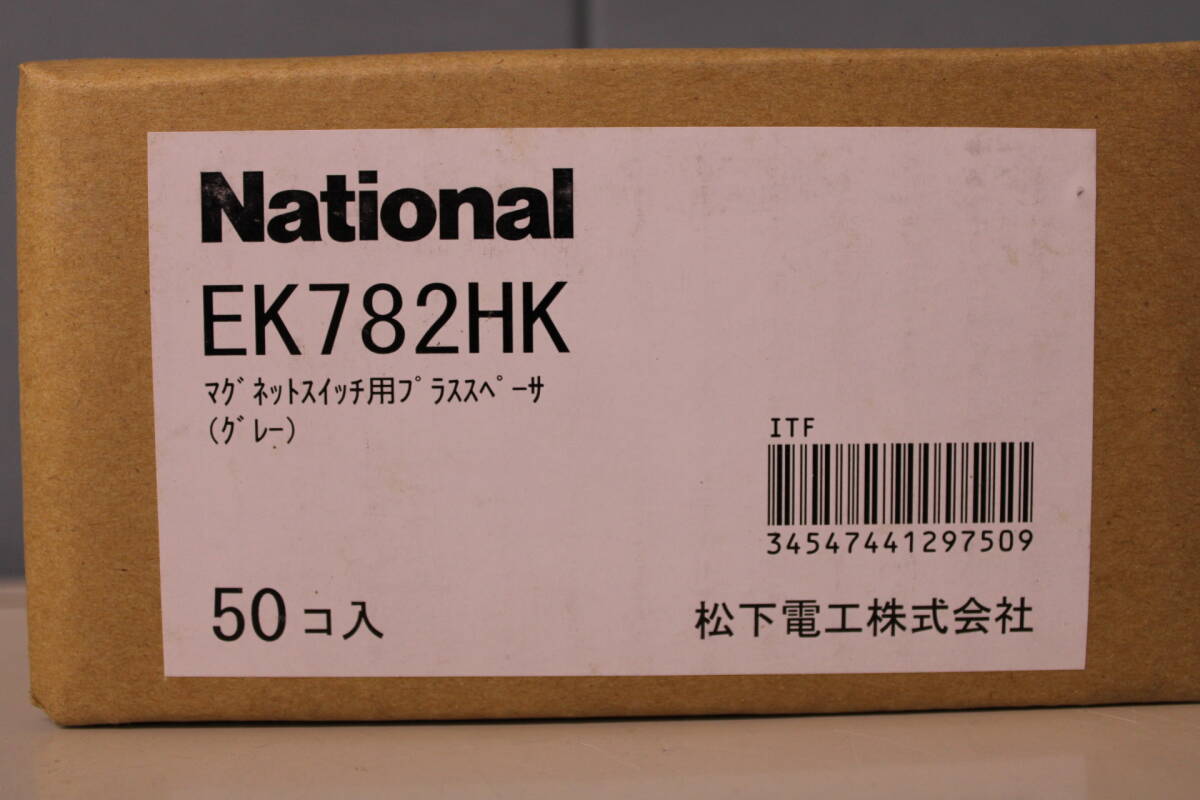 National
EK782HK
ﾏｸﾞﾈｯﾄｽｲｯﾁ用ﾌﾟﾗｽｽﾍﾟｰｻ
(ｸﾞﾚｰ)
ITF
34547441297509
50コ入
松下電工株式会社